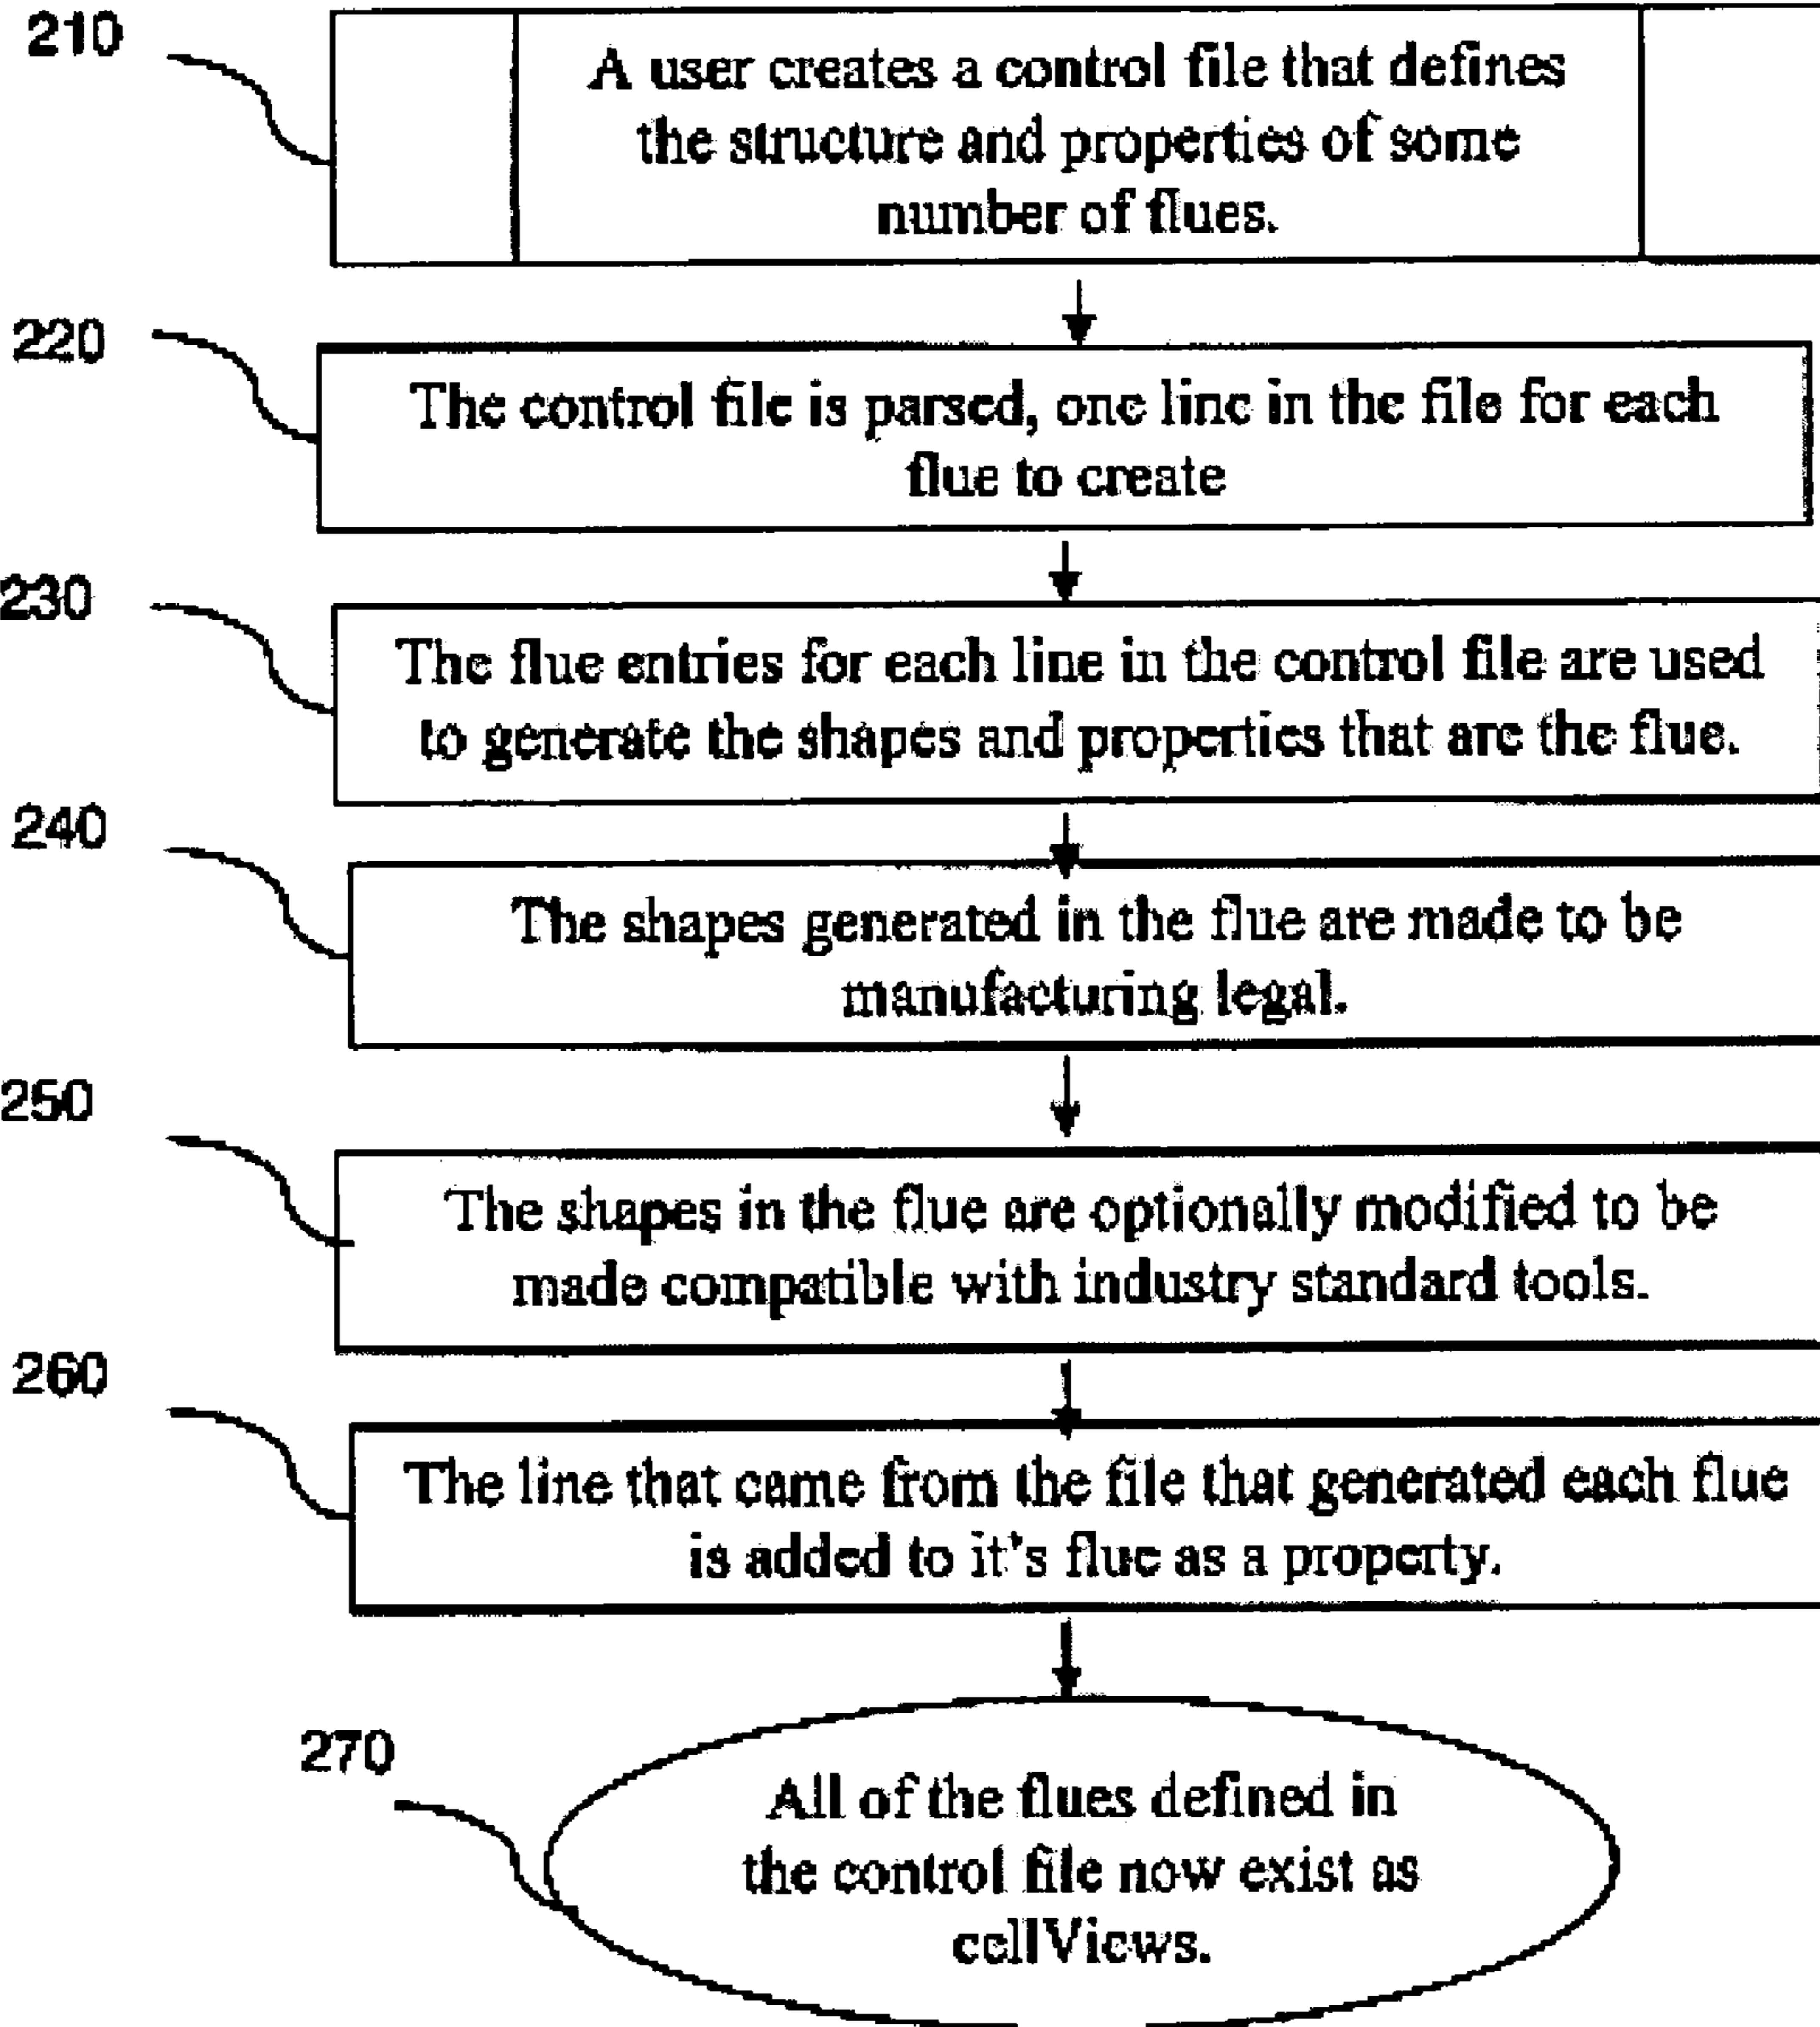 210
A user creates a control file that defines
the structure and properties of some
number of flues.
220
The control file is parsed, one line in the file for each
flue to create
230
The flue entries for each line in the control file are used
to generate the shapes and properties that are the flue.
240
The shapes generated in the flue are made to be
manufacturing legal.
250
The shapes in the flue are optionally modified to be
made compatible with industry standard tools.
260
The line that came from the file that generated each flue
is added to it's flue as a property.
270
All of the flues defined in
the control file now exist as
cellViews.